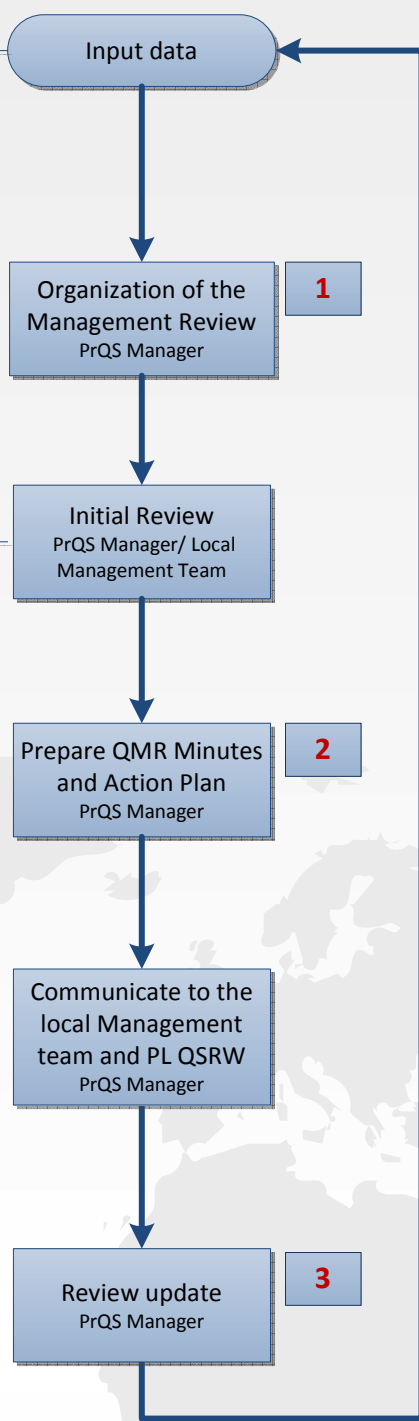 Input data
Organization of the
Management Review
PrQS Manager
1
Initial Review
PrQS Manager/ Local
Management Team
Prepare QMR Minutes
and Action Plan
PrQS Manager
2
Communicate to the
local Management
team and PL QSRW
PrQS Manager
Review update
PrQS Manager
3